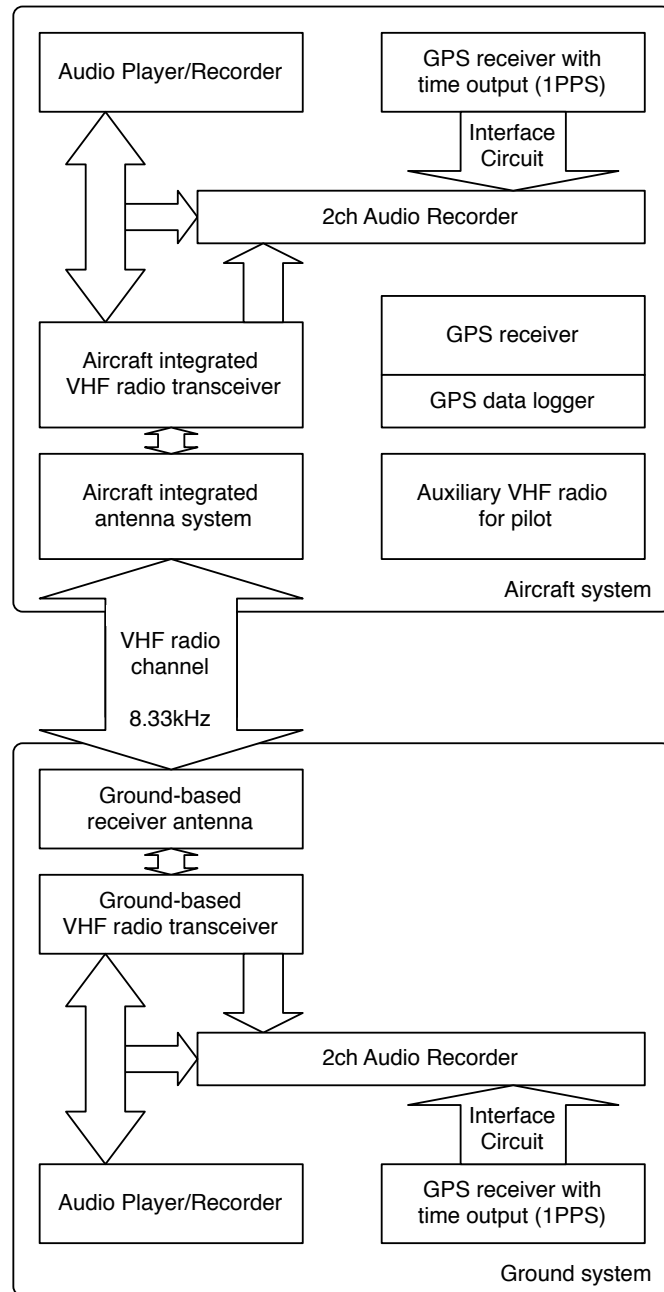 Audio Player/Recorder
GPS receiver with
time output (1PPS)
Interface
Circuit
2ch Audio Recorder
Aircraft integrated
VHF radio transceiver
GPS receiver
GPS data logger
Aircraft integrated
antenna system
Auxiliary VHF radio
for pilot
Aircraft system
VHF radio
channel
8.33kHz
Ground-based
receiver antenna
Ground-based
VHF radio transceiver
2ch Audio Recorder
Interface
Circuit
Audio Player/Recorder
GPS receiver with
time output (1PPS)
Ground system